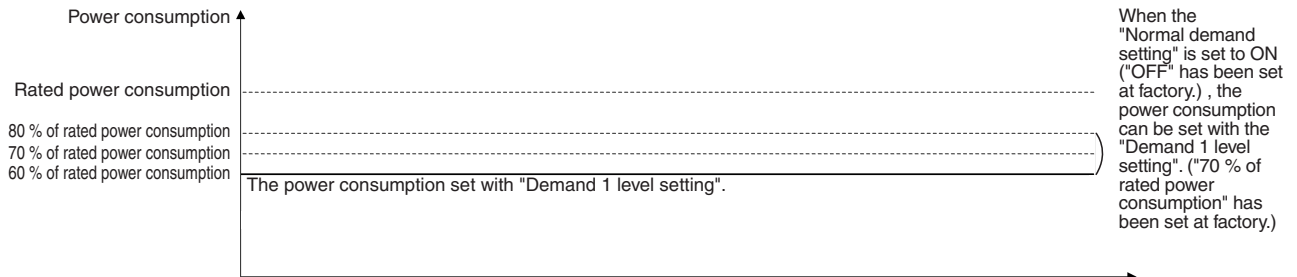 Power consumption
Rated power consumption
80 % of rated power consumption
70 % of rated power consumption
60 % of rated power consumption
The power consumption set with "Demand 1 level setting".
When the
"Normal demand
setting" is set to ON
("OFF" has been set
at factory.) , the
power consumption
can be set with the
"Demand 1 level
setting". ("70 % of
rated power
consumption" has
been set at factory.)